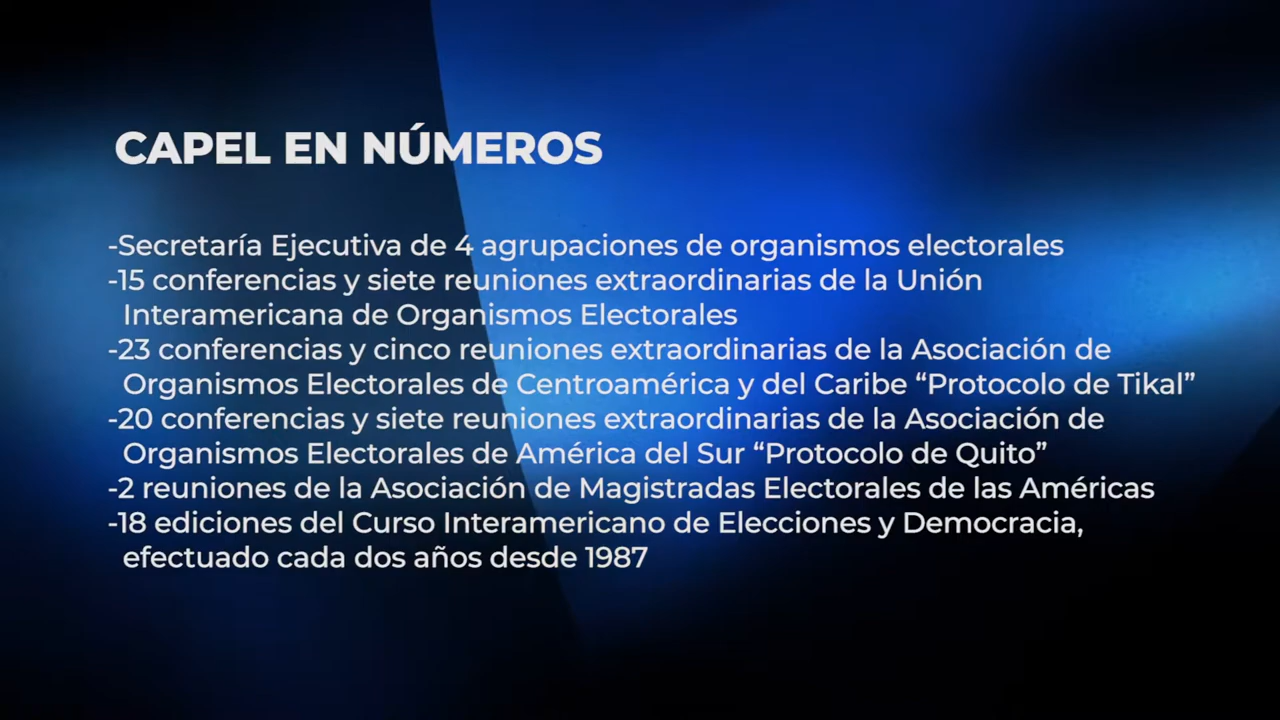 CAPEL EN NÚMEROS
-Secretaría Ejecutiva de 4 agrupaciones de organismos electorales
-15 conferencias y siete reuniones extraordinarias de la Unión
Interamericana de Organismos Electorales
-23 conferencias y cinco reuniones extraordinarias de la Asociación de
Organismos Electorales de Centroamérica y del Caribe “Protocolo de Tikal”
-20 conferencias y siete reuniones extraordinarias de la Asociación de
Organismos Electorales de América del Sur “Protocolo de Quito”
-2 reuniones de la Asociación de Magistradas Electorales de las Américas
-18 ediciones del Curso Interamericano de Elecciones y Democracia,
efectuado cada dos años desde 1987